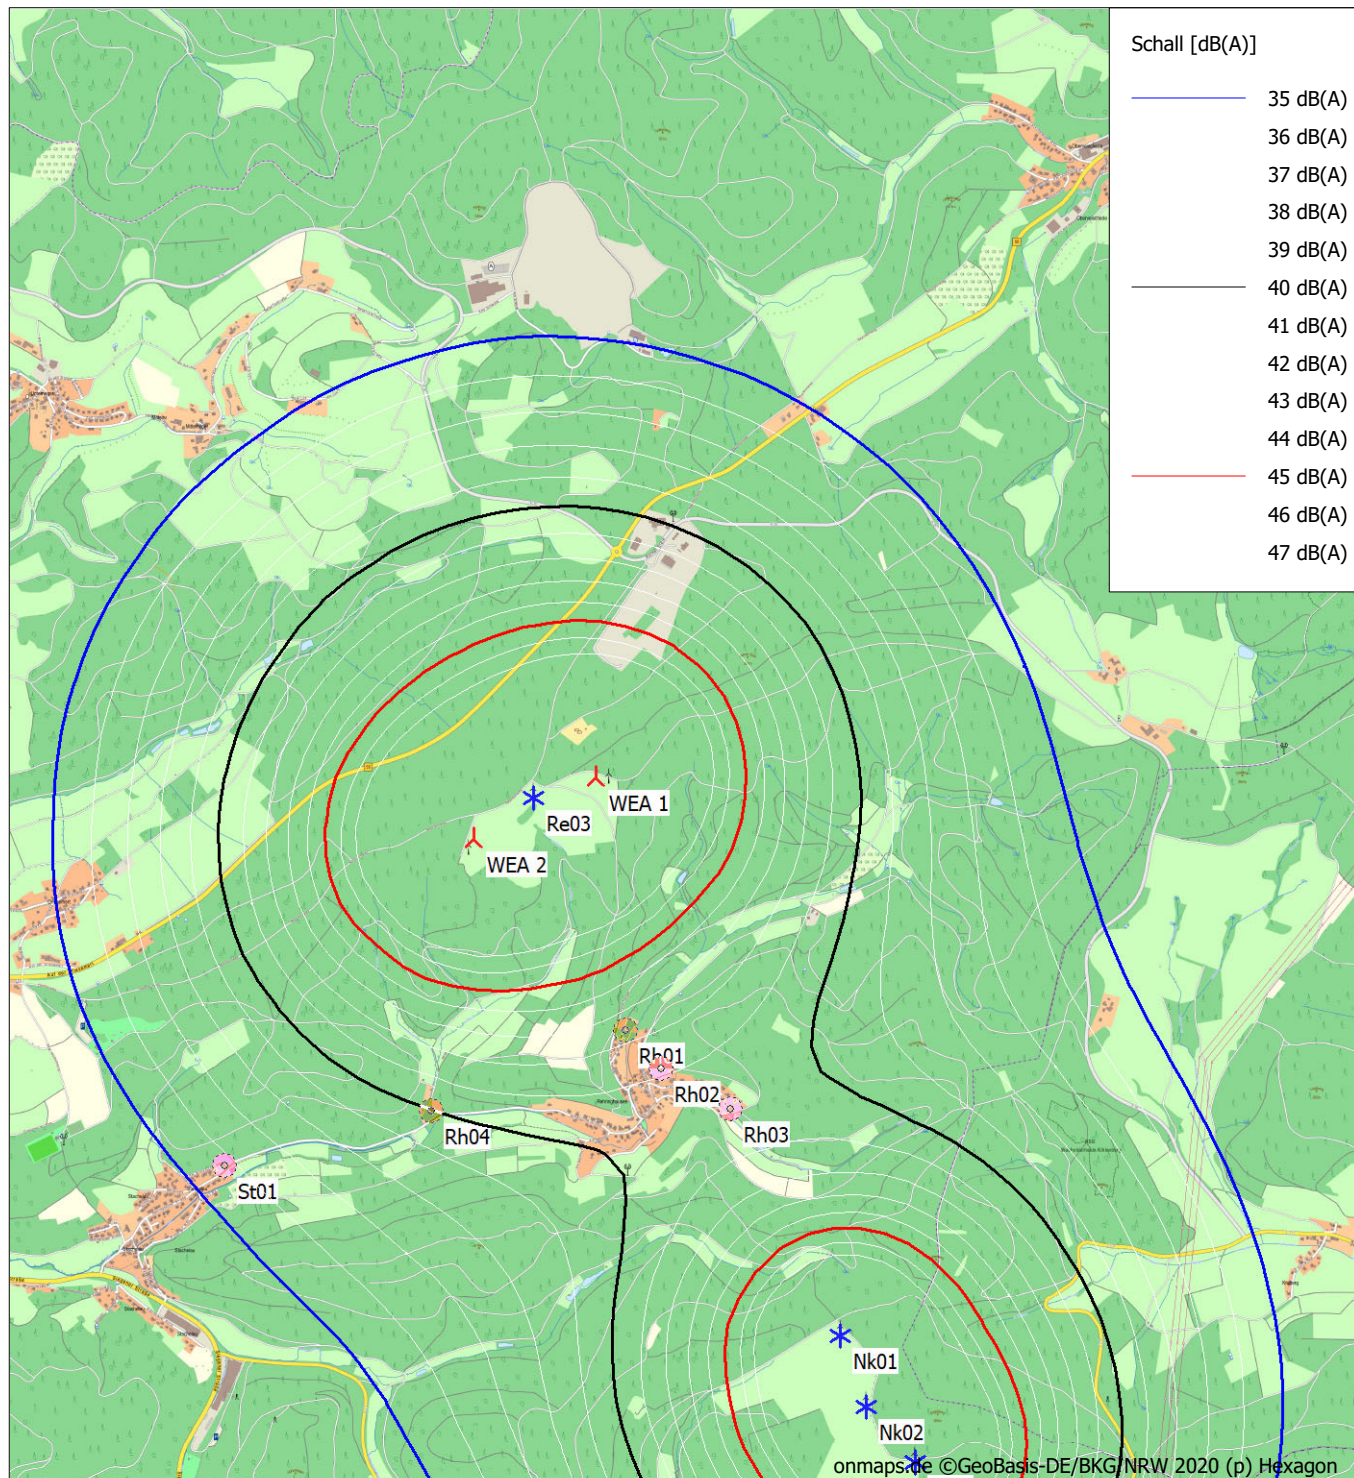 Schall [dB(A)]
35 dB(A)
36 dB(A)
37 dB(A)
38 dB(A)
39 dB(A)
40 dB(A)
41 dB(A)
42 dB(A)
43 dB(A)
44 dB(A)
45 dB(A)
46 dB(A)
47 dB(A)
WEA 1
Re03
WEA 2
Rh01
Rh02
Rh03
Rh04
St01
Nk01
Nk02
onmaps.de ©GeoBasis-DE/BKG/NRW 2020 (p) Hexagon